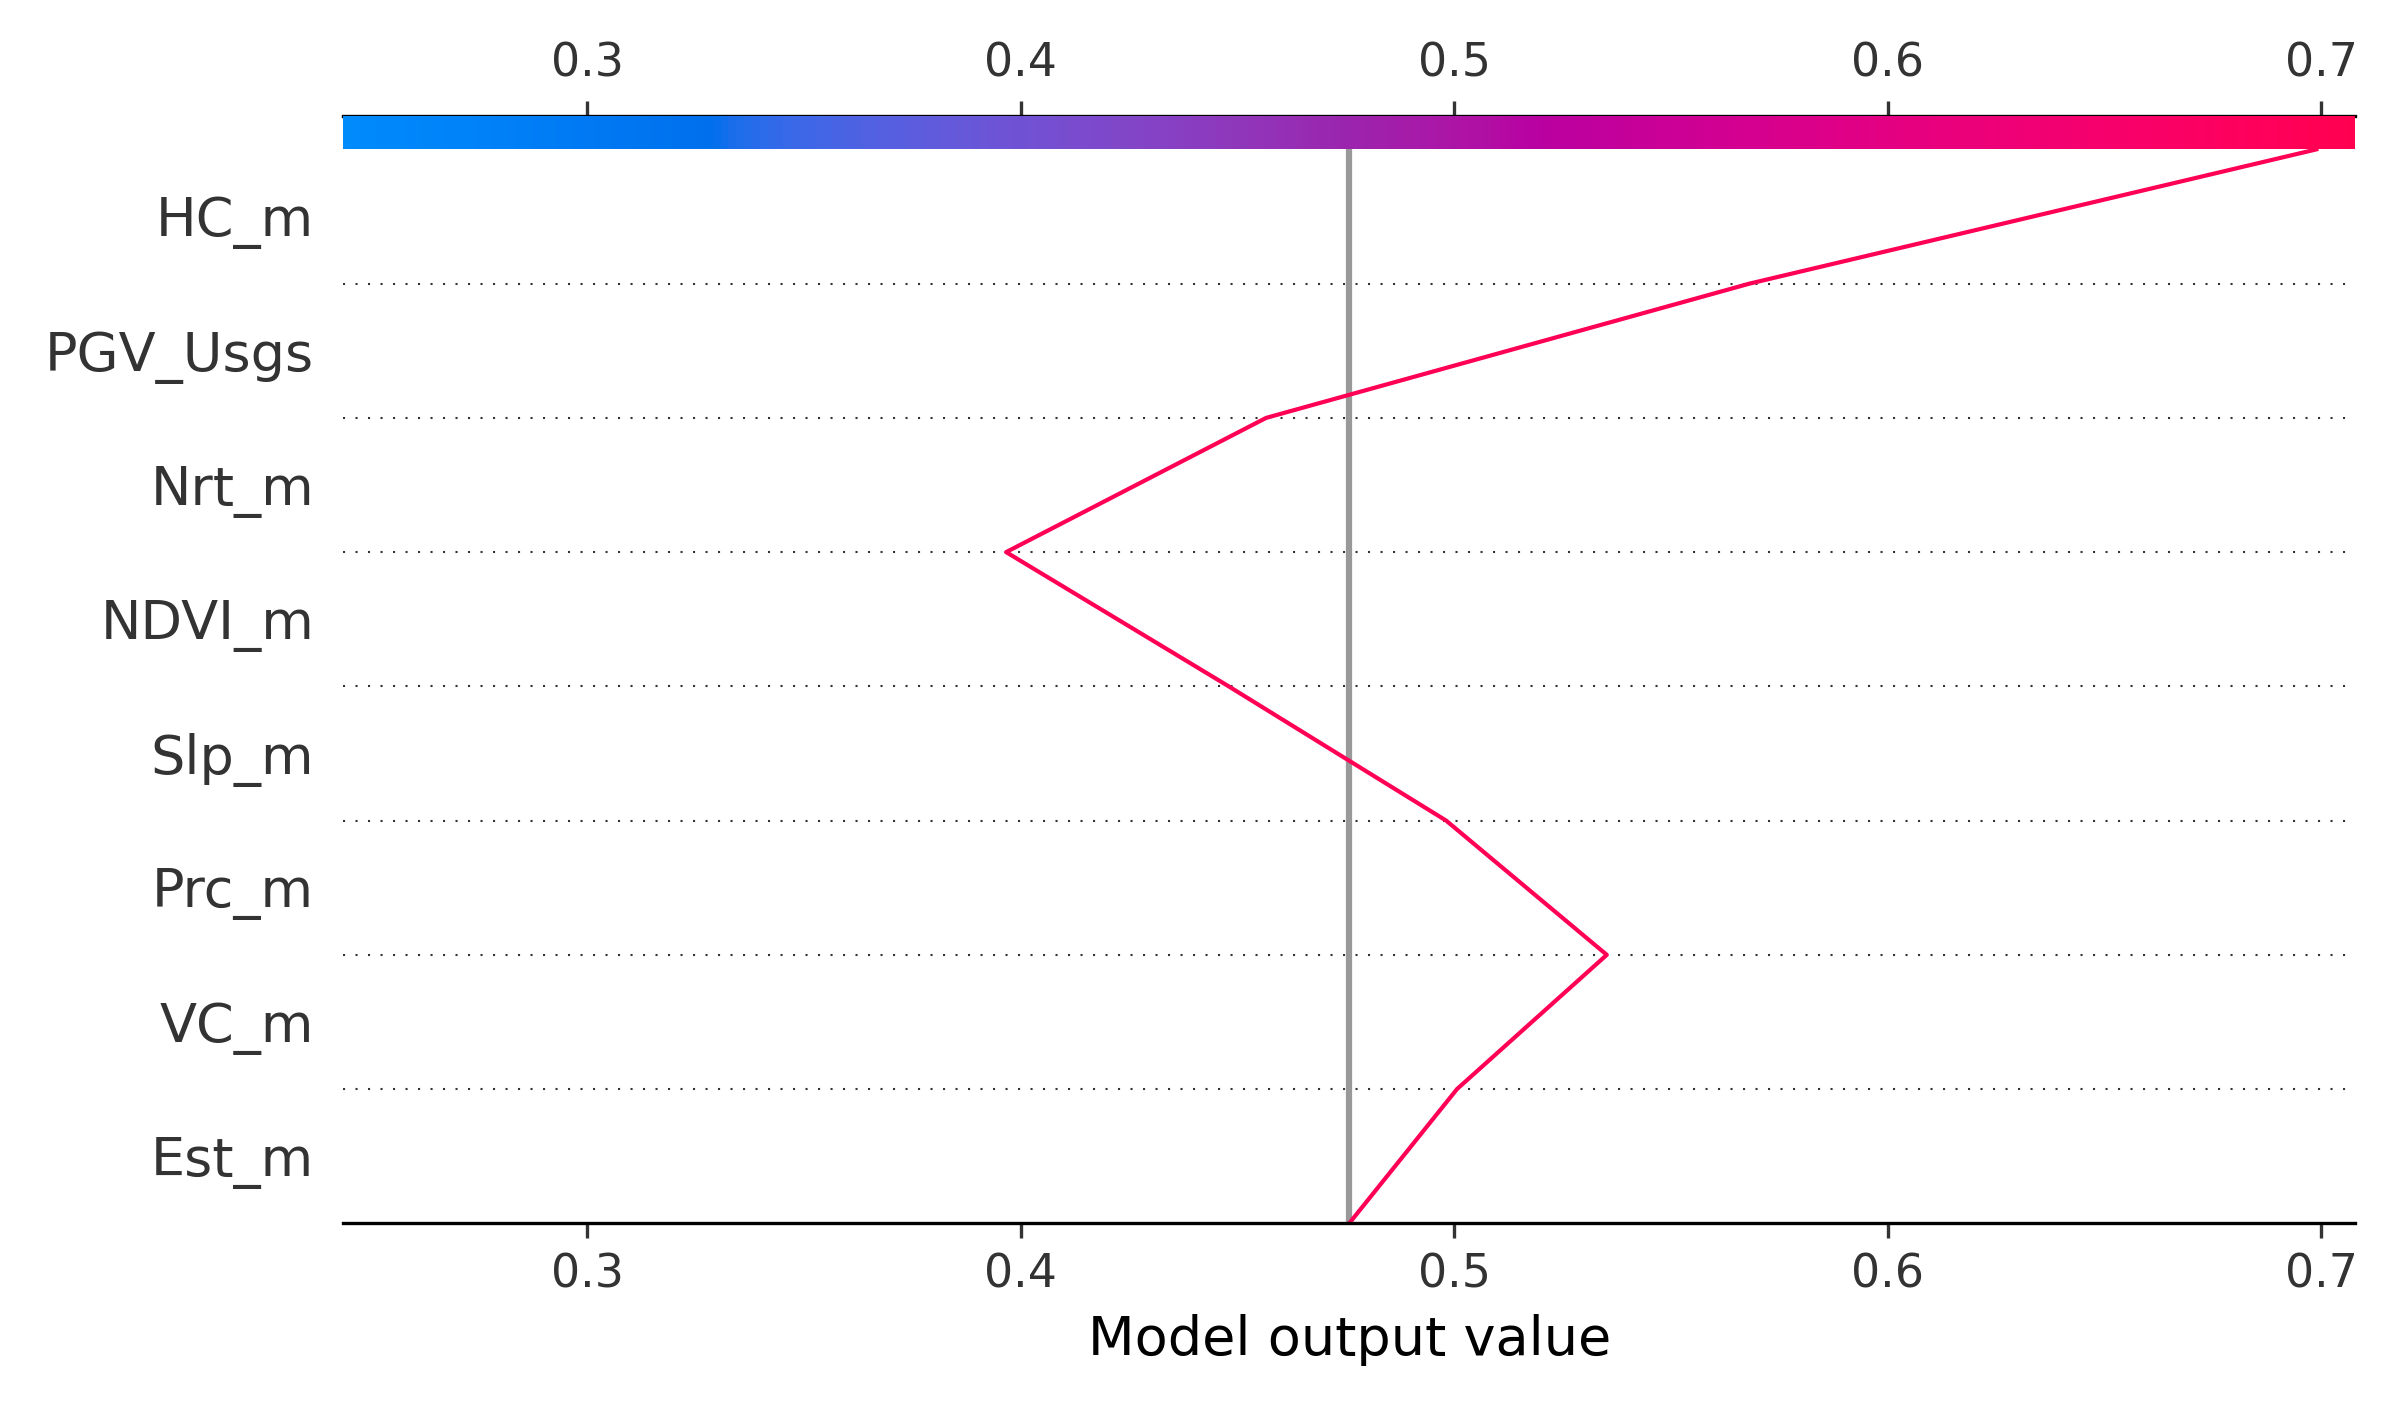 0.3 0.4 0.5 0.6 0.7
HC_m
PGV_Usgs
Nrt_m
NDVI_m
Slp_m
Prc_m
VC_m
Est_m
0.3 0.4 0.5 0.6 0.7
Model output value